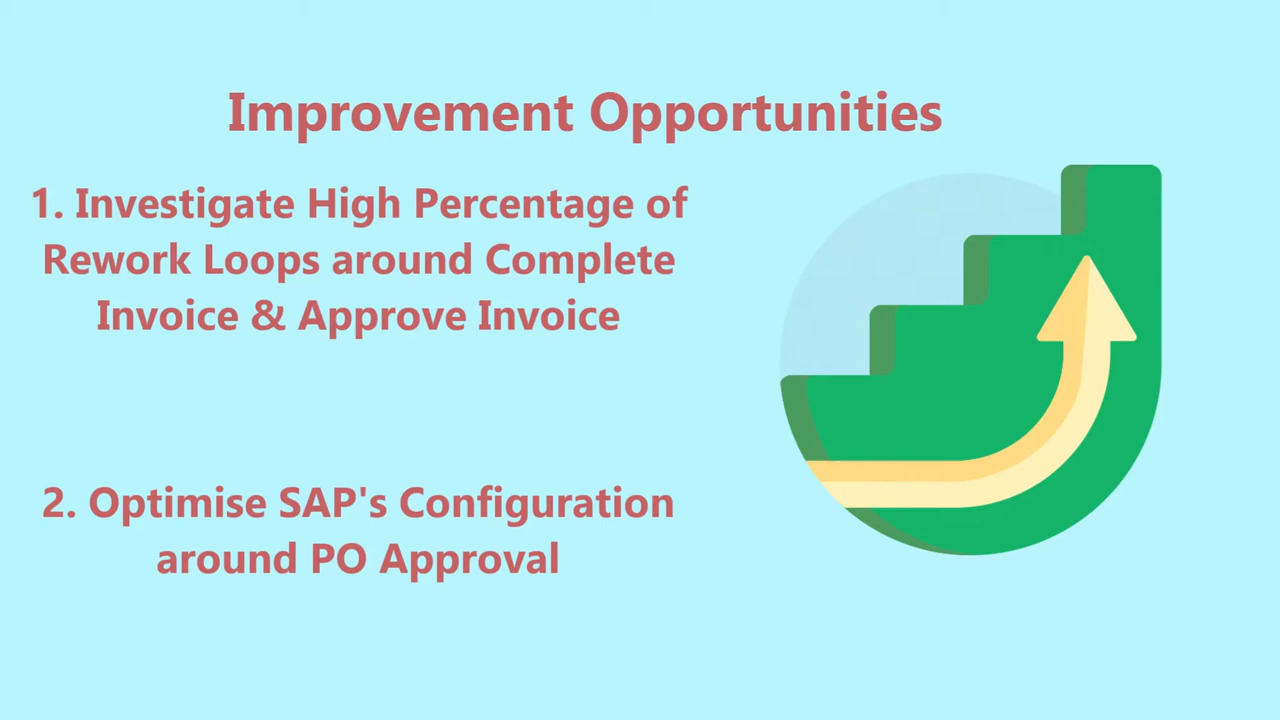 Improvement Opportunities
1. Investigate High Percentage of
Rework Loops around Complete
Invoice & Approve Invoice
2. Optimise SAP's Configuration
around PO Approval